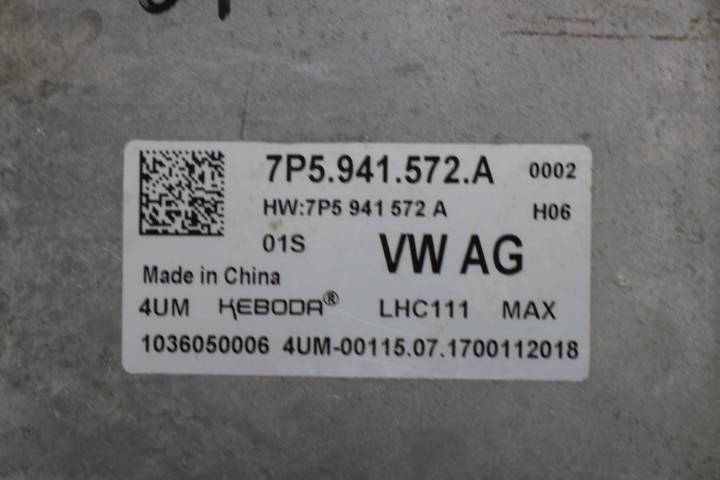 7P5.941.572.A 0002
HW:7P5 941 572 A H06
01S VW AG
Made in China
4UM KEBODA® LHC111 MAX
1036050006 4UM-00115.07.1700112018